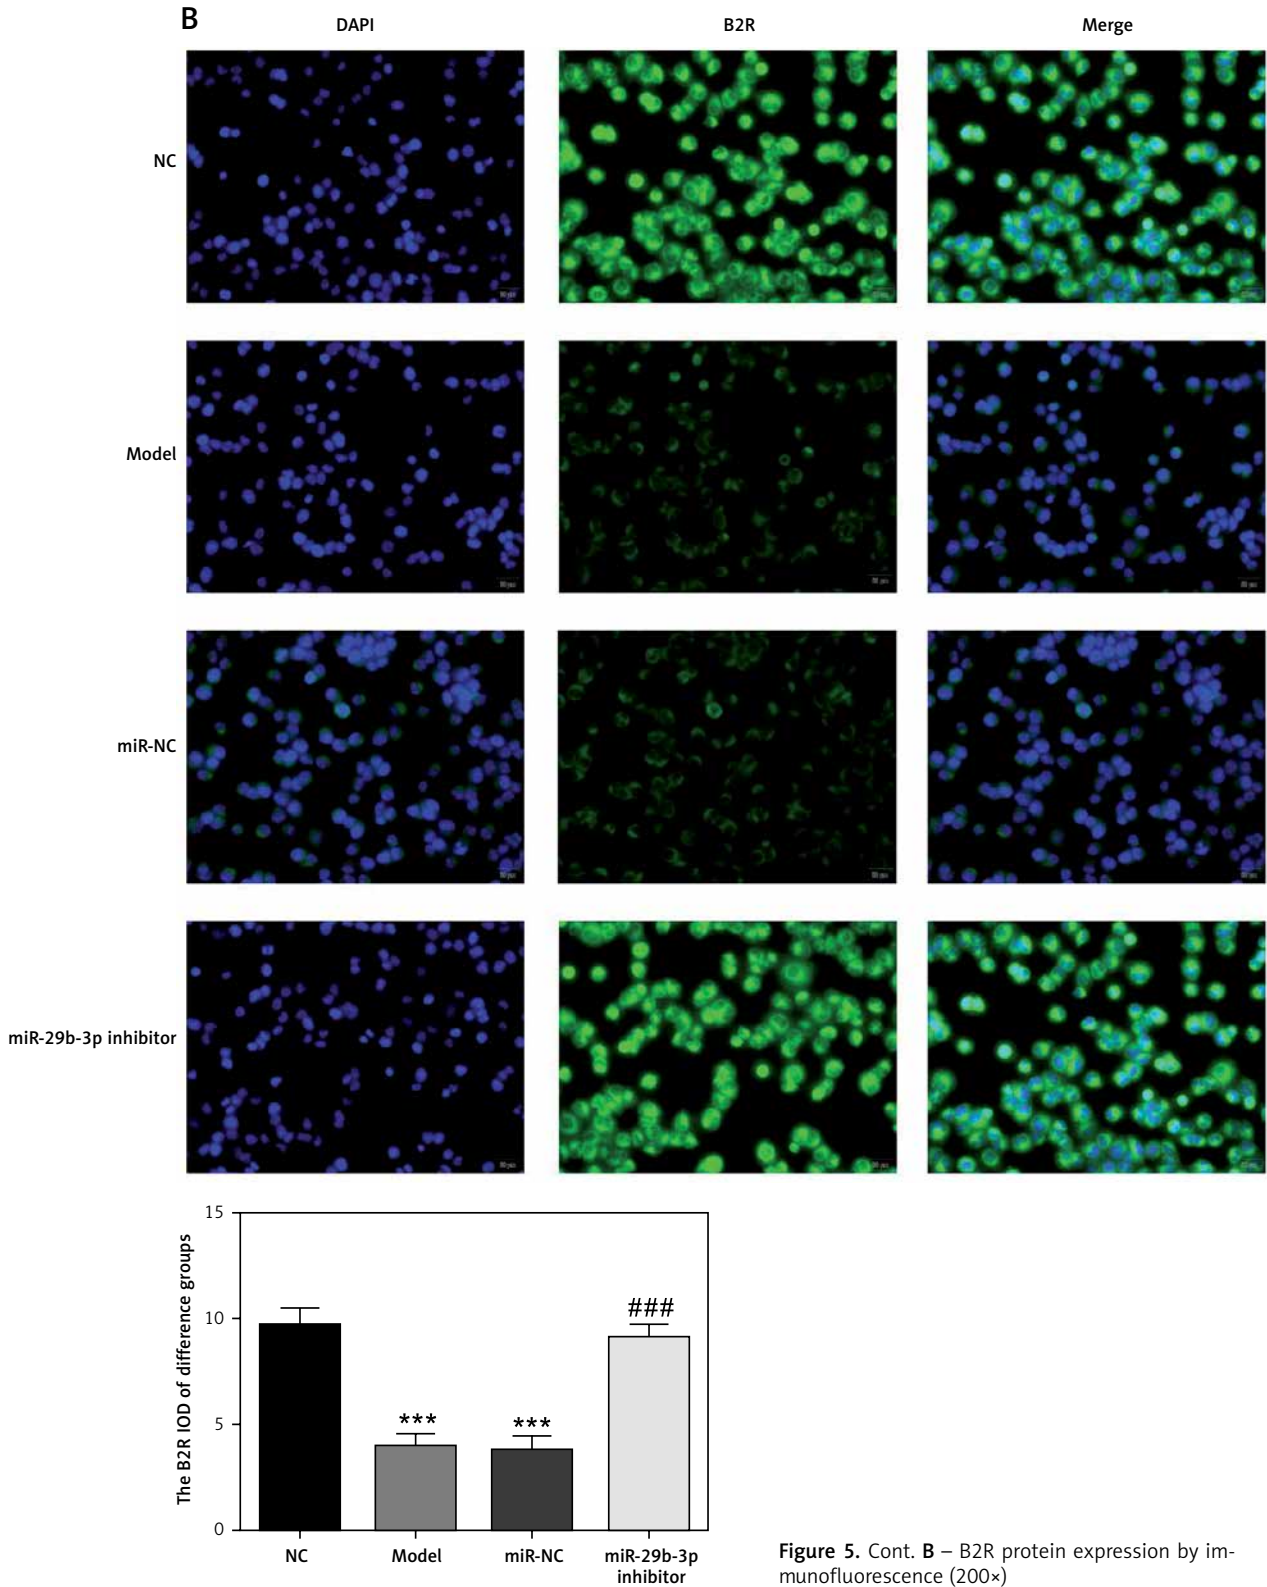 B
DAPI
B2R
Merge
NC
Model
miR-NC
miR-29b-3p inhibitor
The B2R IOD of difference groups
15
10
5
0
***
***
###
NC
Model
miR-NC
miR-29b-3p
inhibitor
Figure 5. Cont. B – B2R protein expression by im-
munofluorescence (200×)